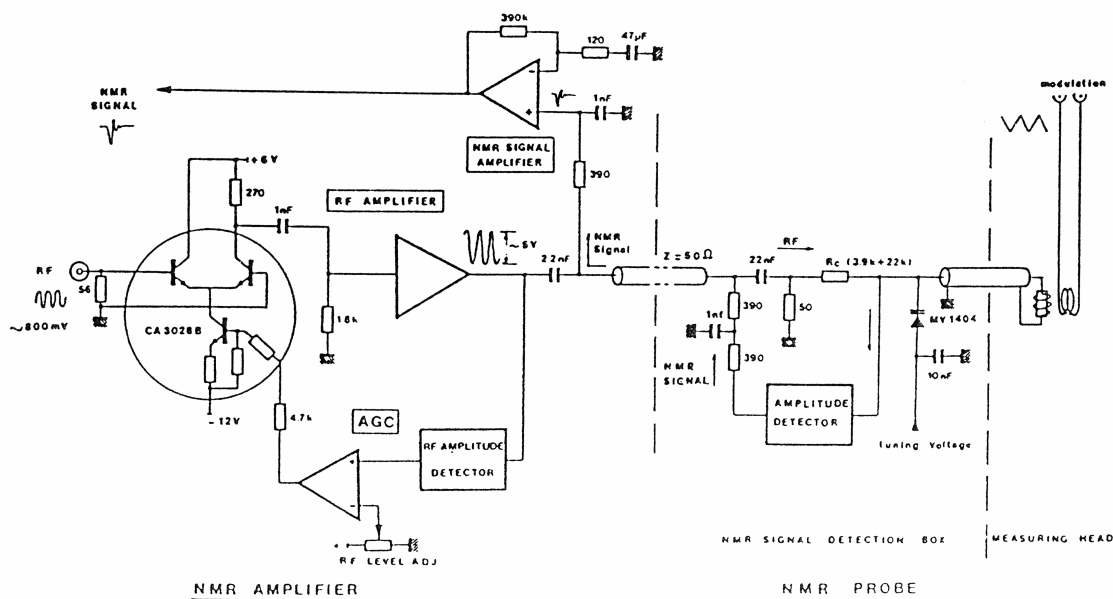 390k
120
47µF
modulation
NMR
SIGNAL
1nF
NMR SIGNAL
AMPLIFIER
+6V
270
RF AMPLIFIER
1nF
390
~5V
2.2nF
NMR
Signal
Z = 50Ω
RF
22nF
Rc (3.9k+22k)
RF
56
~800mV
CA3028B
1.8k
390
1nf
50
MV1404
10nF
390
NMR
SIGNAL
AMPLITUDE
DETECTOR
Tuning Voltage
-12V
4.7k
AGC
RF AMPLITUDE
DETECTOR
RF LEVEL ADJ
NMR SIGNAL DETECTION BOX
MEASURING HEAD
NMR AMPLIFIER
NMR PROBE